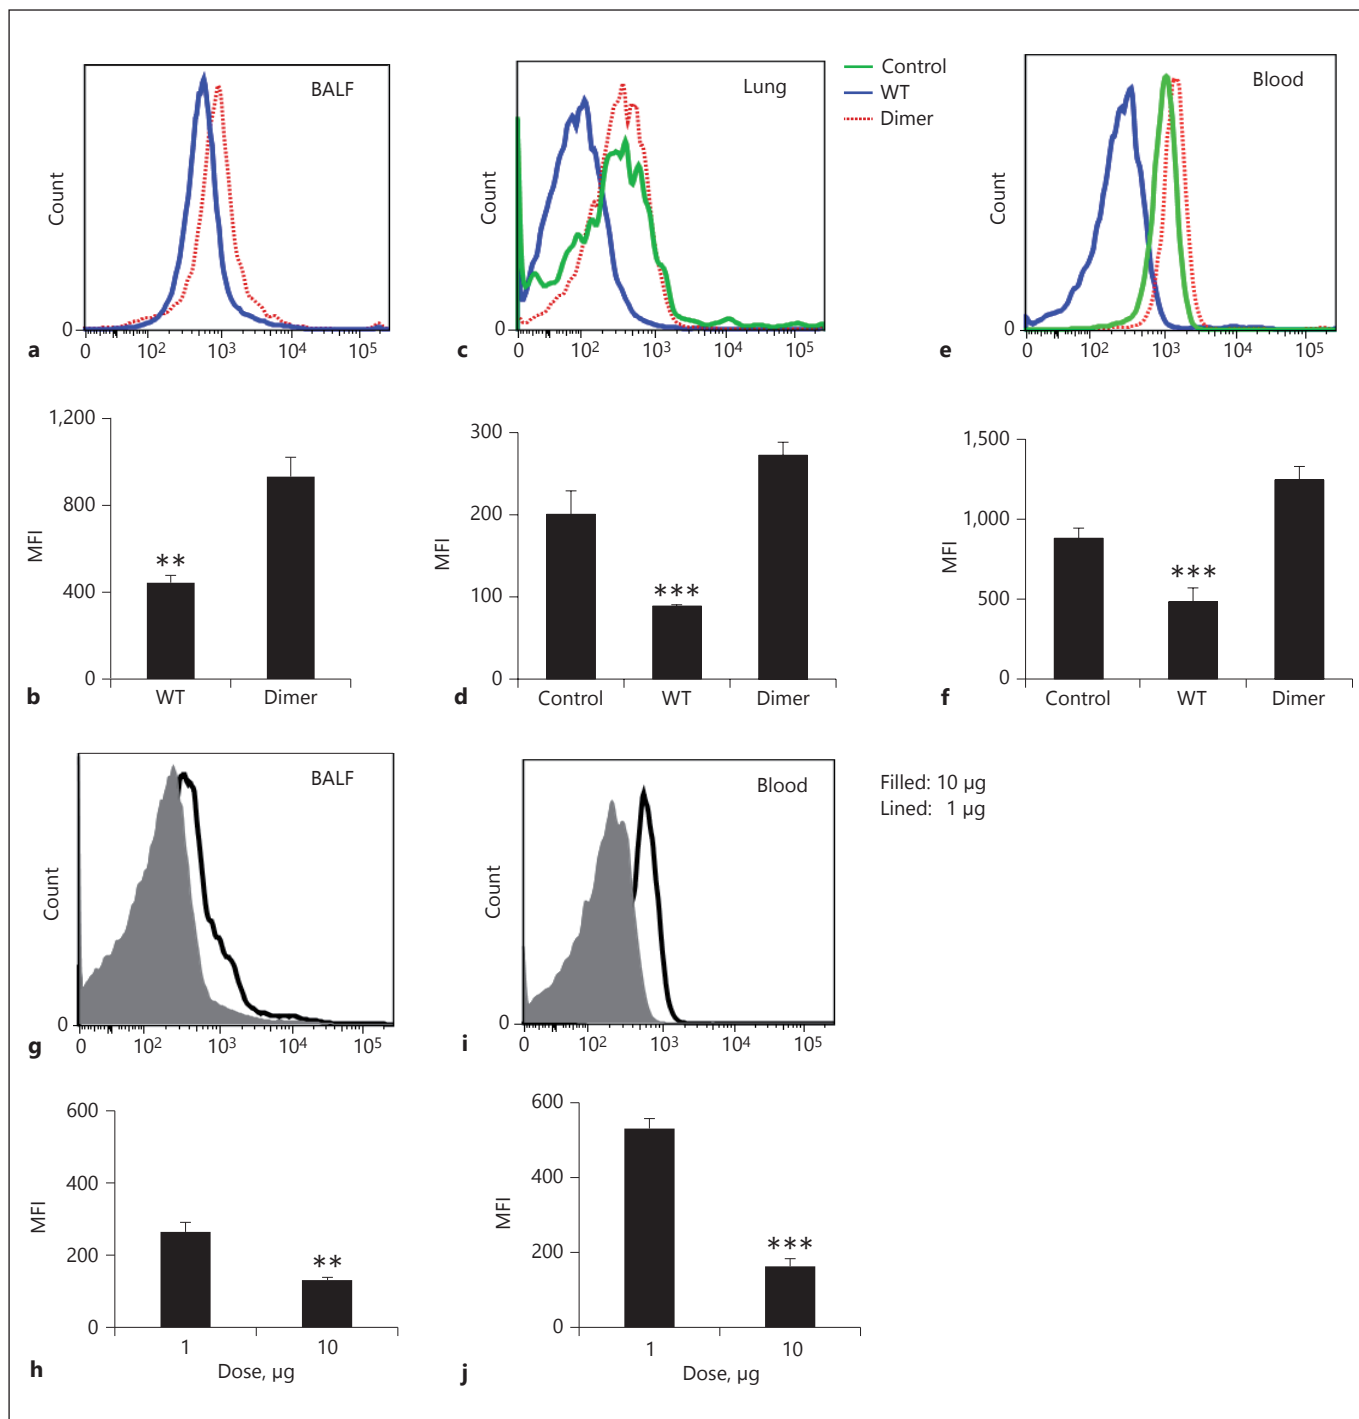 BALF
Count
0
0 10² 10³ 10⁴ 10⁵
a
Lung
Count
0
0 10² 10³ 10⁴ 10⁵
c
Control
WT
Dimer
Blood
Count
0
0 10² 10³ 10⁴ 10⁵
e
1,200
800
400
0
MFI
**
WT Dimer
b
300
200
100
0
MFI
***
Control WT Dimer
d
1,500
1,000
500
0
MFI
***
Control WT Dimer
f
BALF
Count
0
0 10² 10³ 10⁴ 10⁵
g
Blood
Count
0
0 10² 10³ 10⁴ 10⁵
i
Filled: 10 µg
Lined: 1 µg
600
400
200
0
MFI
**
1 10
Dose, µg
h
600
400
200
0
MFI
***
1 10
Dose, µg
j